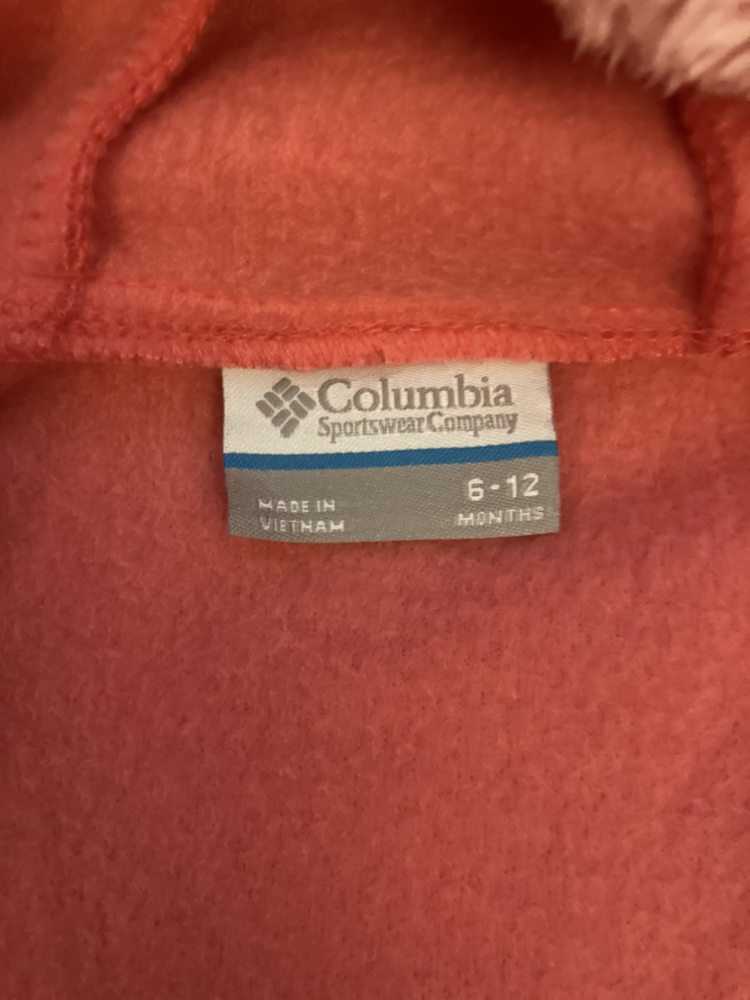 Columbia
Sportswear Company
6-12
MADE IN
MONTHS
VIETNAM